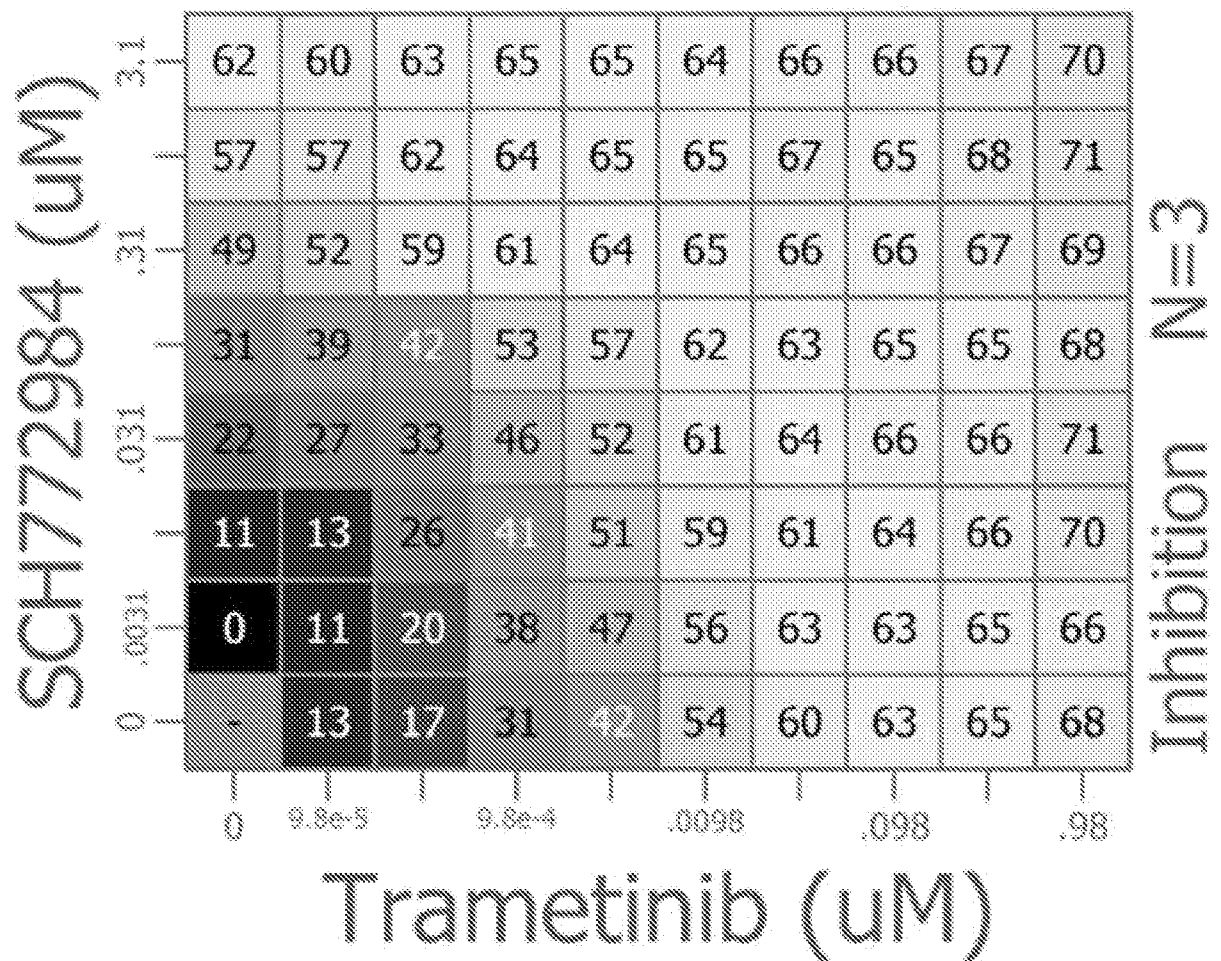 SCH772984 (uM)
3.1 62 60 63 65 65 64 66 66 67 70
57 57 62 64 65 65 67 65 68 71
.31 49 52 59 61 64 65 66 66 67 69
31 39 42 53 57 62 63 65 65 68
.031 22 27 33 46 52 61 64 66 66 71
11 13 26 41 51 59 61 64 66 70
.0031 0 11 20 38 47 56 63 63 65 66
0 - 13 17 31 42 54 60 63 65 68
0 9.8e-5 9.8e-4 .0098 .098 .98
Trametinib (uM)
Inhibition N=3